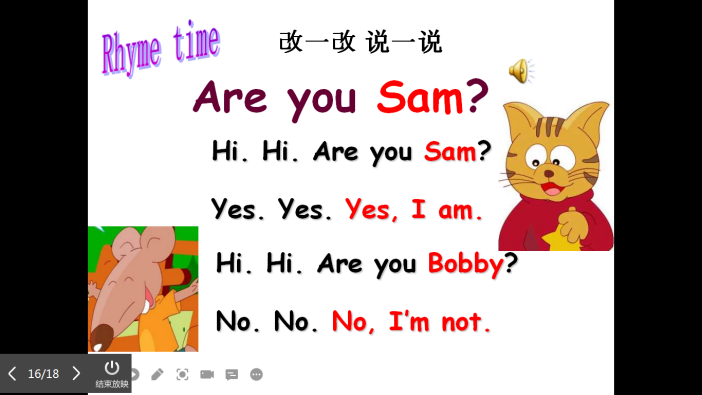 Rhyme time
改一改 说一说
Are you Sam?
Hi. Hi. Are you Sam?
Yes. Yes. Yes, I am.
Hi. Hi. Are you Bobby?
No. No. No, I'm not.
16/18
结束放映